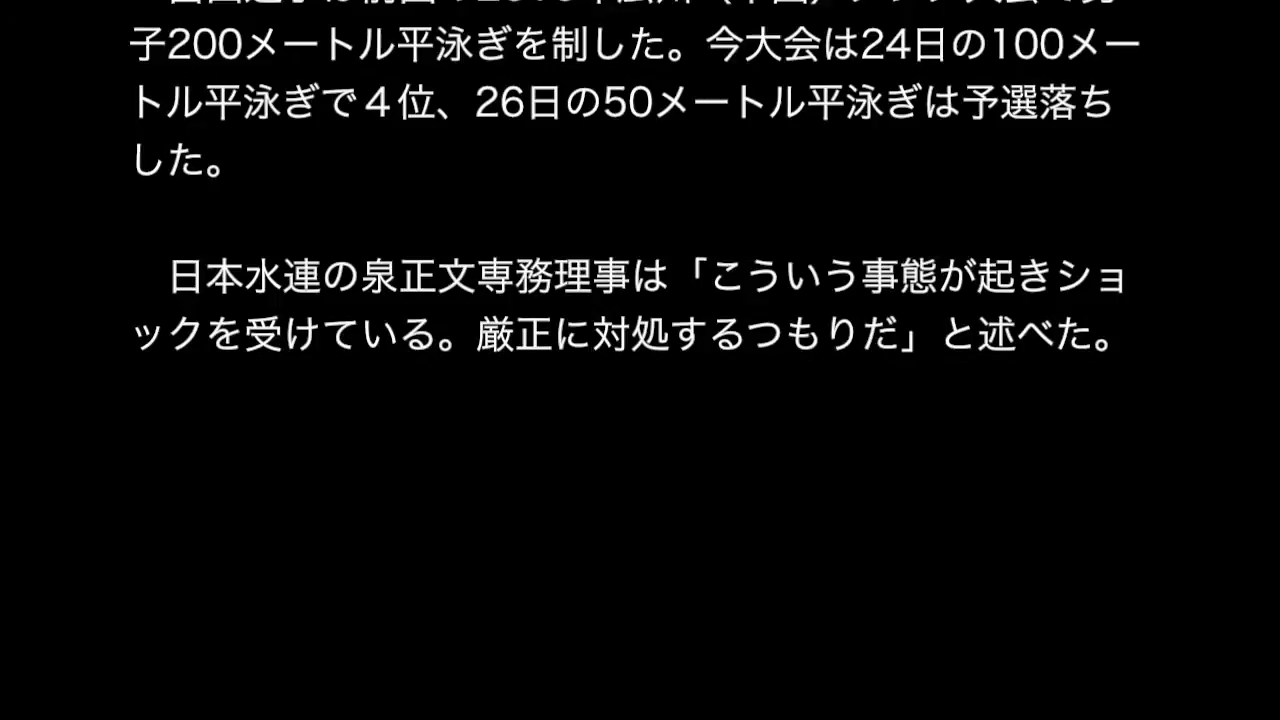 子200メートル平泳ぎを制した。今大会は24日の100メー
トル平泳ぎで４位、26日の50メートル平泳ぎは予選落ち
した。
日本水連の泉正文専務理事は「こういう事態が起きショ
ックを受けている。厳正に対処するつもりだ」と述べた。